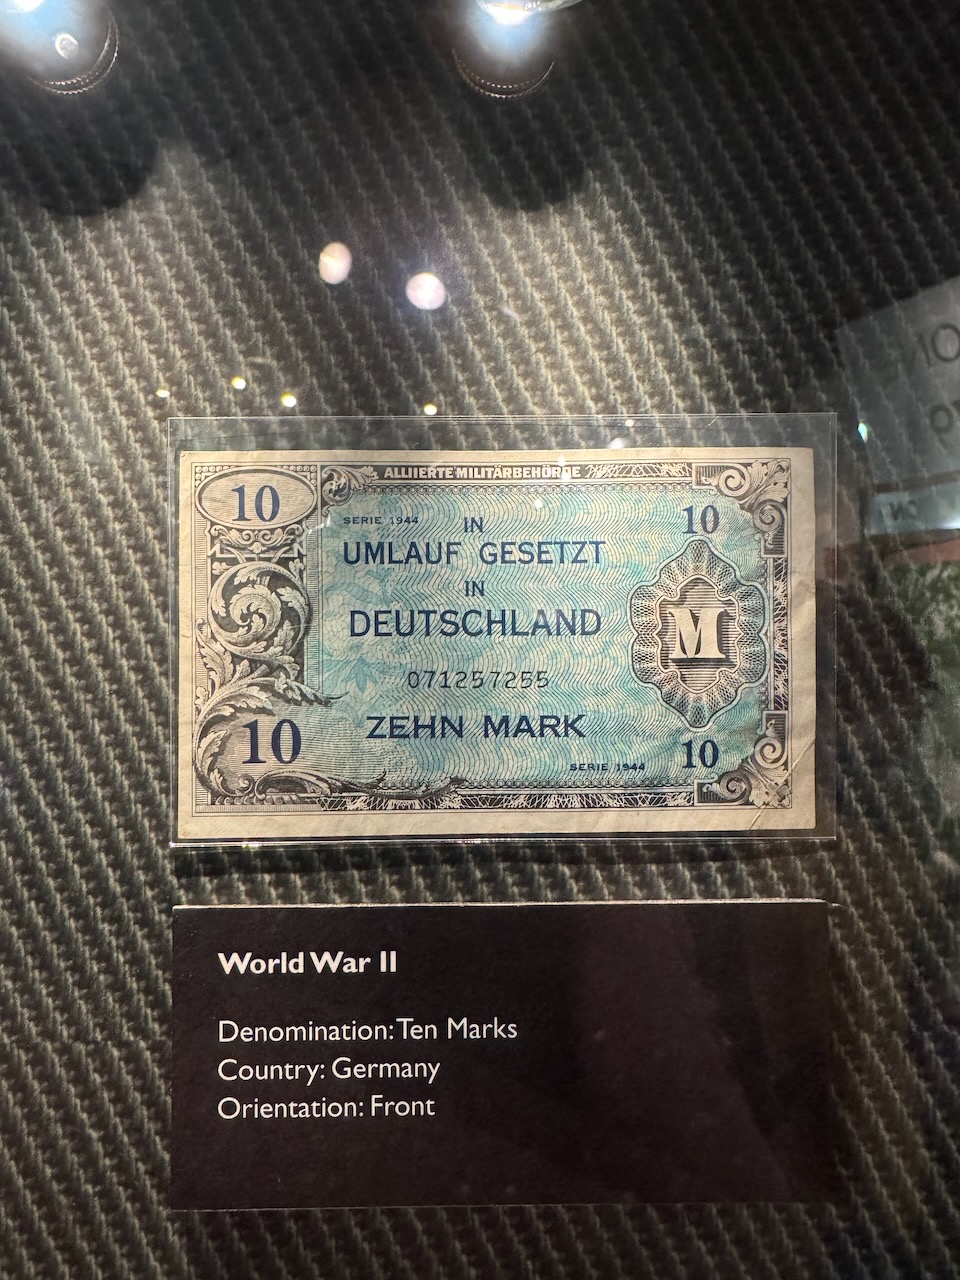 ALLIIERTE MILITÄRBEHÖRDE
10
SERIE 1944
IN
10
UMLAUF GESETZT
IN
DEUTSCHLAND
M
071257255
10
ZEHN MARK
10
SERIE 1944
World War II
Denomination: Ten Marks
Country: Germany
Orientation: Front